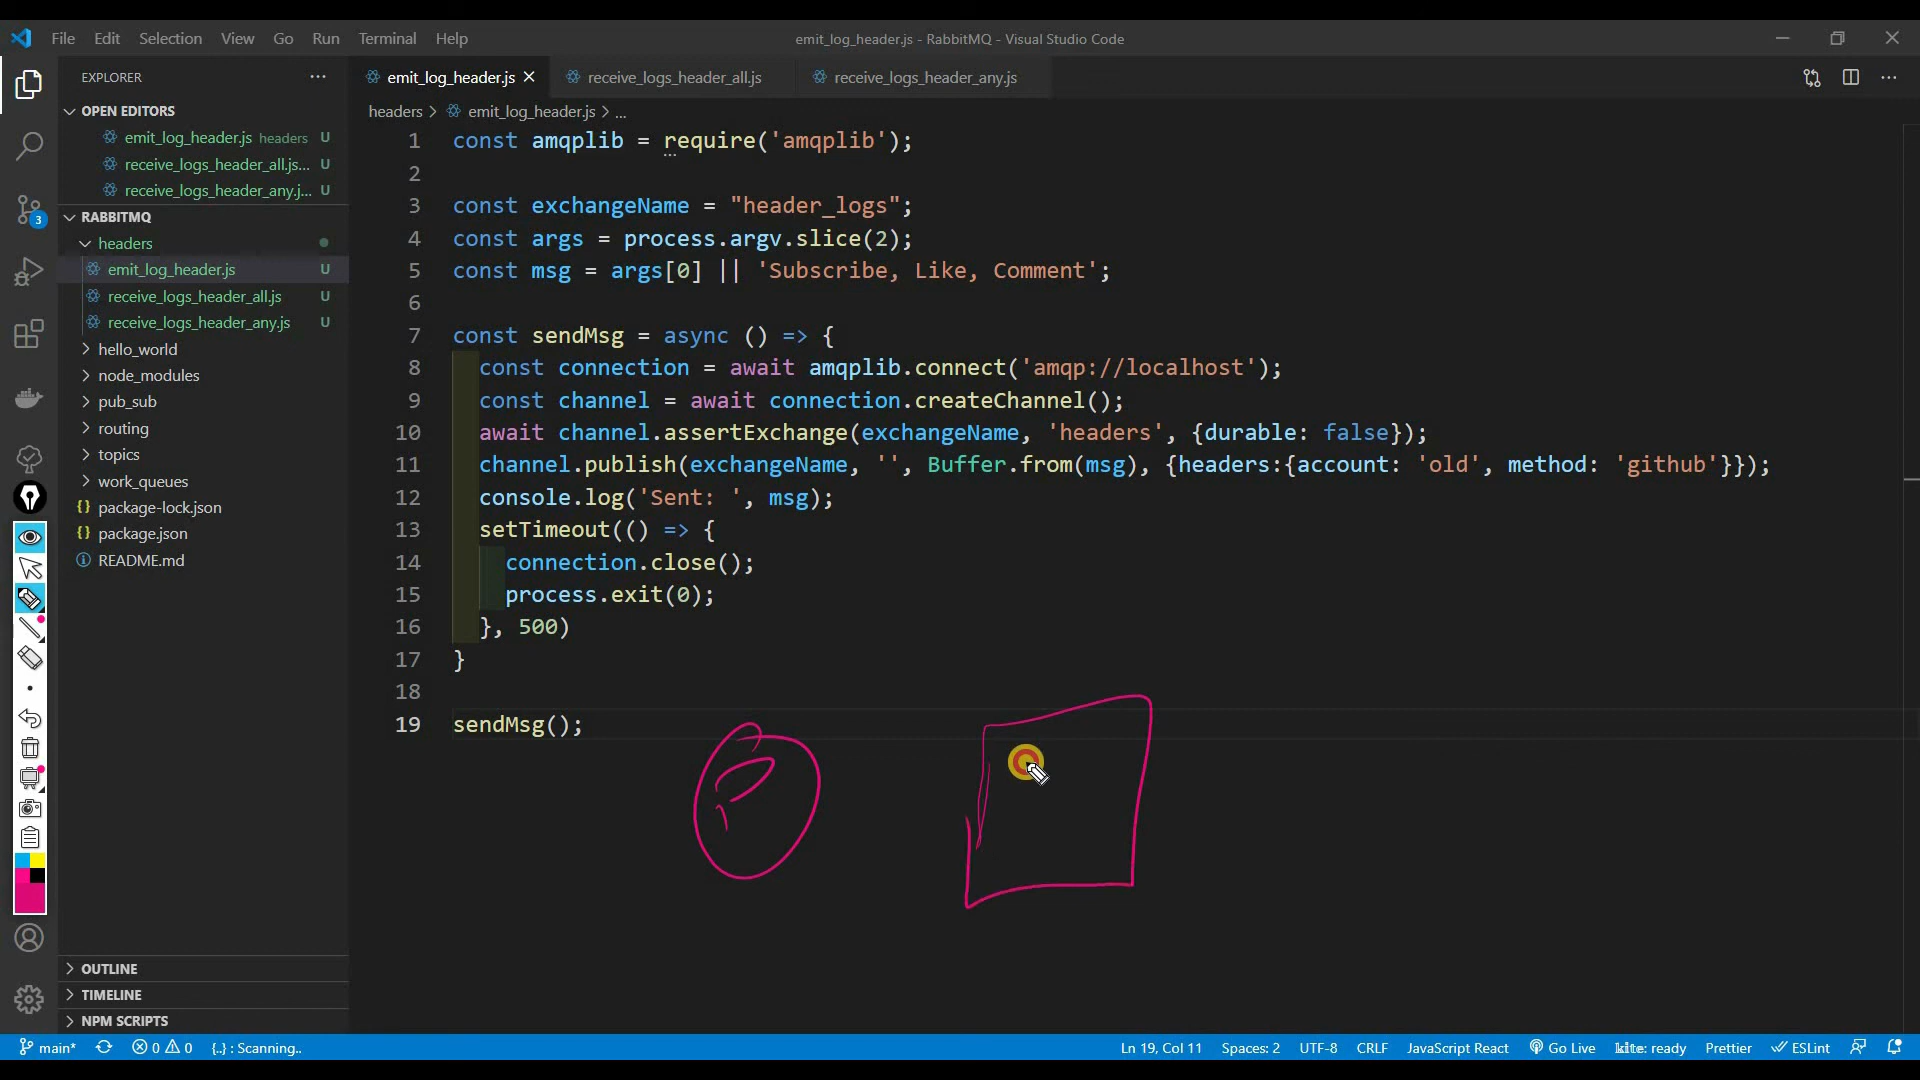 File Edit Selection View Go Run Terminal Help
emit_log_header.js - RabbitMQ - Visual Studio Code
EXPLORER
OPEN EDITORS
emit_log_header.js headers U
receive_logs_header_all.js... U
receive_logs_header_any.j... U
RABBITMQ
headers
emit_log_header.js U
receive_logs_header_all.js U
receive_logs_header_any.js U
hello_world
node_modules
pub_sub
routing
topics
work_queues
package-lock.json
package.json
README.md
OUTLINE
TIMELINE
NPM SCRIPTS
3
emit_log_header.js receive_logs_header_all.js receive_logs_header_any.js
headers > emit_log_header.js > ...
1 const amqplib = require('amqplib');
2
3 const exchangeName = "header_logs";
4 const args = process.argv.slice(2);
5 const msg = args[0] || 'Subscribe, Like, Comment';
6
7 const sendMsg = async () => {
8 const connection = await amqplib.connect('amqp://localhost');
9 const channel = await connection.createChannel();
10 await channel.assertExchange(exchangeName, 'headers', {durable: false});
11 channel.publish(exchangeName, '', Buffer.from(msg), {headers:{account: 'old', method: 'github'}});
12 console.log('Sent: ', msg);
13 setTimeout(() => {
14 connection.close();
15 process.exit(0);
16 }, 500)
17 }
18
19 sendMsg();
P
main* 0 0 {..} : Scanning.. Ln 19, Col 11 Spaces: 2 UTF-8 CRLF JavaScript React Go Live kite: ready Prettier ESLint